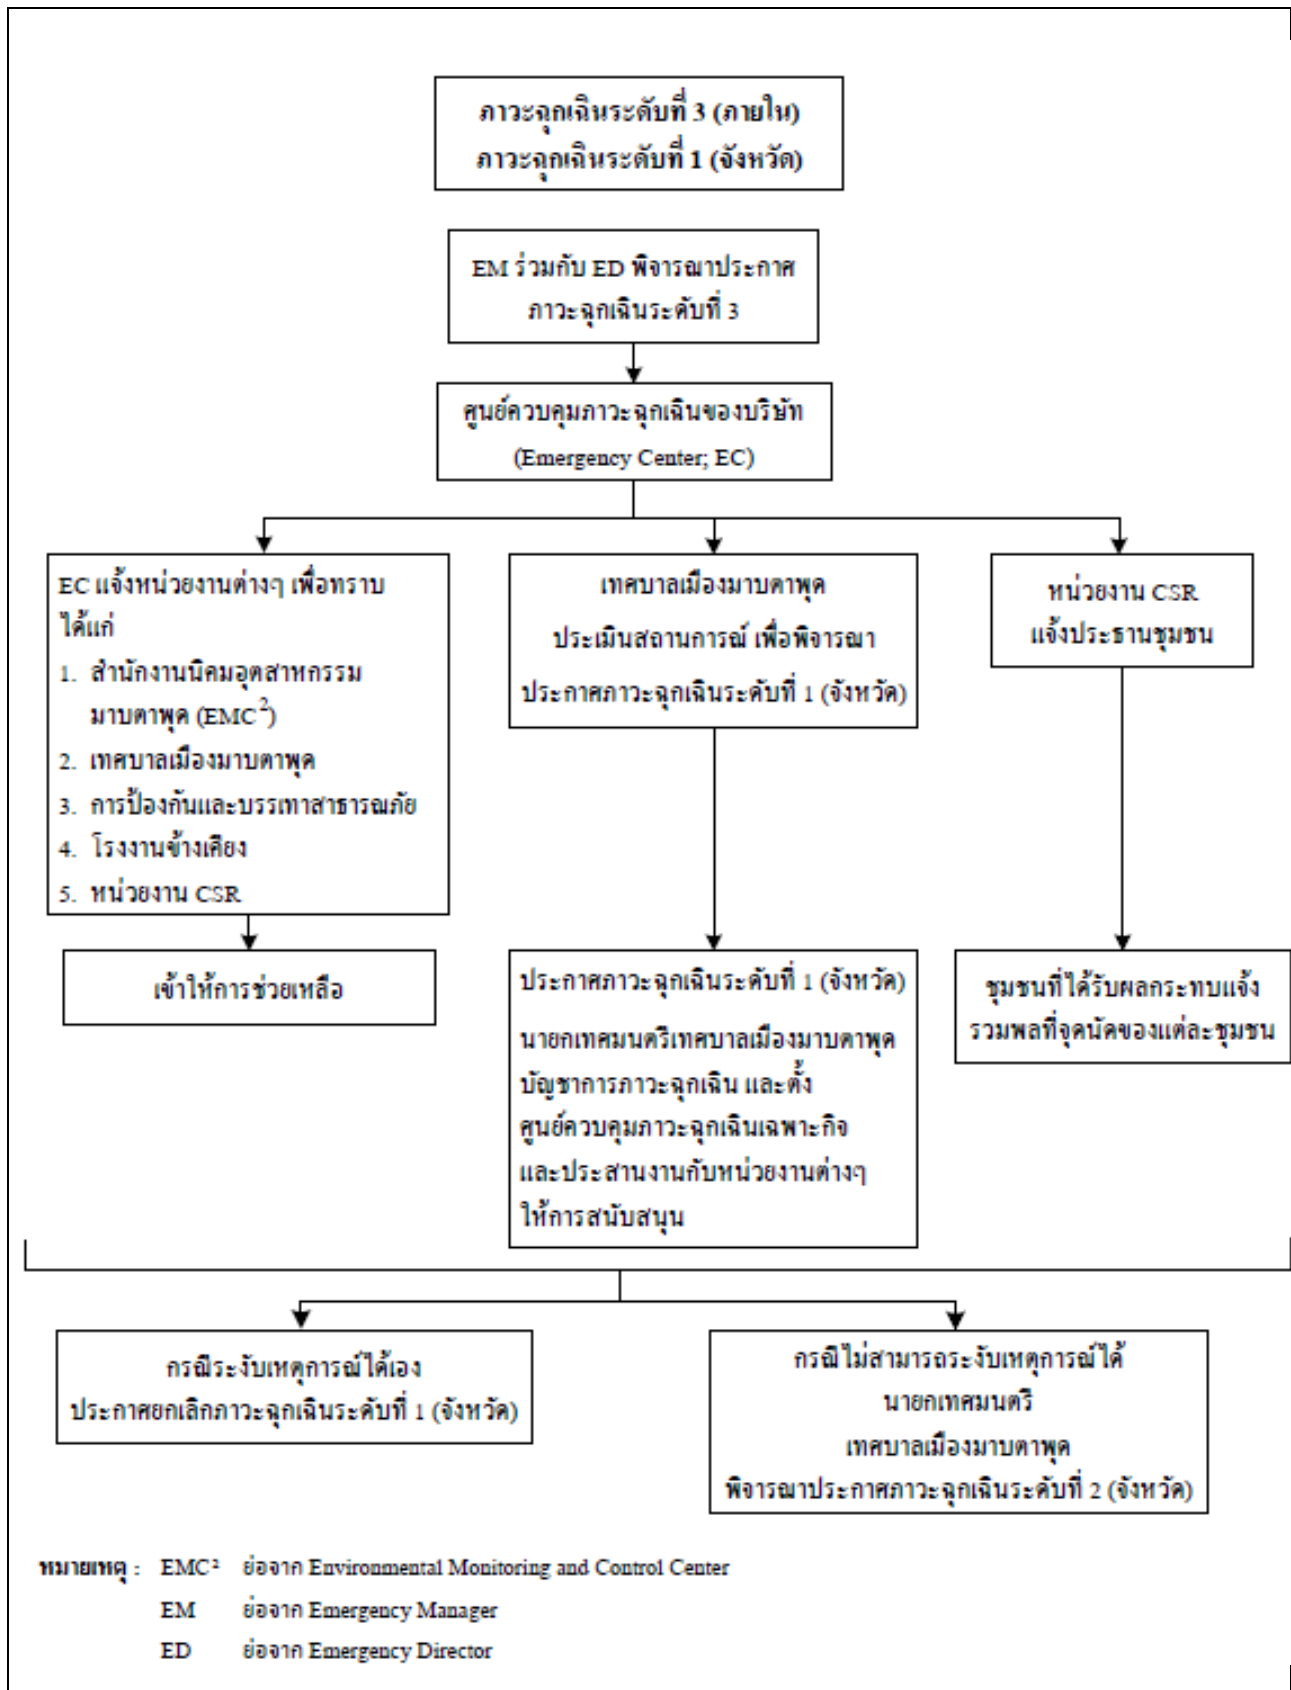 ภาวะฉุกเฉินระดับที่ 3 (ภายใน)
ภาวะฉุกเฉินระดับที่ 1 (จังหวัด)
EM ร่วมกับ ED พิจารณาประกาศ
ภาวะฉุกเฉินระดับที่ 3
ศูนย์ควบคุมภาวะฉุกเฉินของบริษัท
(Emergency Center; EC)
EC แจ้งหน่วยงานต่างๆ เพื่อทราบ
ได้แก่
1. สำนักงานนิคมอุตสาหกรรม
มาบตาพุด (EMC²)
2. เทศบาลเมืองมาบตาพุด
3. การป้องกันและบรรเทาสาธารณภัย
4. โรงงานข้างเคียง
5. หน่วยงาน CSR
เทศบาลเมืองมาบตาพุด
ประเมินสถานการณ์ เพื่อพิจารณา
ประกาศภาวะฉุกเฉินระดับที่ 1 (จังหวัด)
หน่วยงาน CSR
แจ้งประธานชุมชน
เข้าให้การช่วยเหลือ
ประกาศภาวะฉุกเฉินระดับที่ 1 (จังหวัด)
นายกเทศมนตรีเทศบาลเมืองมาบตาพุด
บัญชาการภาวะฉุกเฉิน และตั้ง
ศูนย์ควบคุมภาวะฉุกเฉินเฉพาะกิจ
และประสานงานกับหน่วยงานต่างๆ
ให้การสนับสนุน
ชุมชนที่ได้รับผลกระทบแจ้ง
รวมพลที่จุดนัดของแต่ละชุมชน
กรณีระงับเหตุการณ์ได้เอง
ประกาศยกเลิกภาวะฉุกเฉินระดับที่ 1 (จังหวัด)
กรณีไม่สามารถระงับเหตุการณ์ได้
นายกเทศมนตรี
เทศบาลเมืองมาบตาพุด
พิจารณาประกาศภาวะฉุกเฉินระดับที่ 2 (จังหวัด)
หมายเหตุ : EMC² ย่อจาก Environmental Monitoring and Control Center
EM ย่อจาก Emergency Manager
ED ย่อจาก Emergency Director